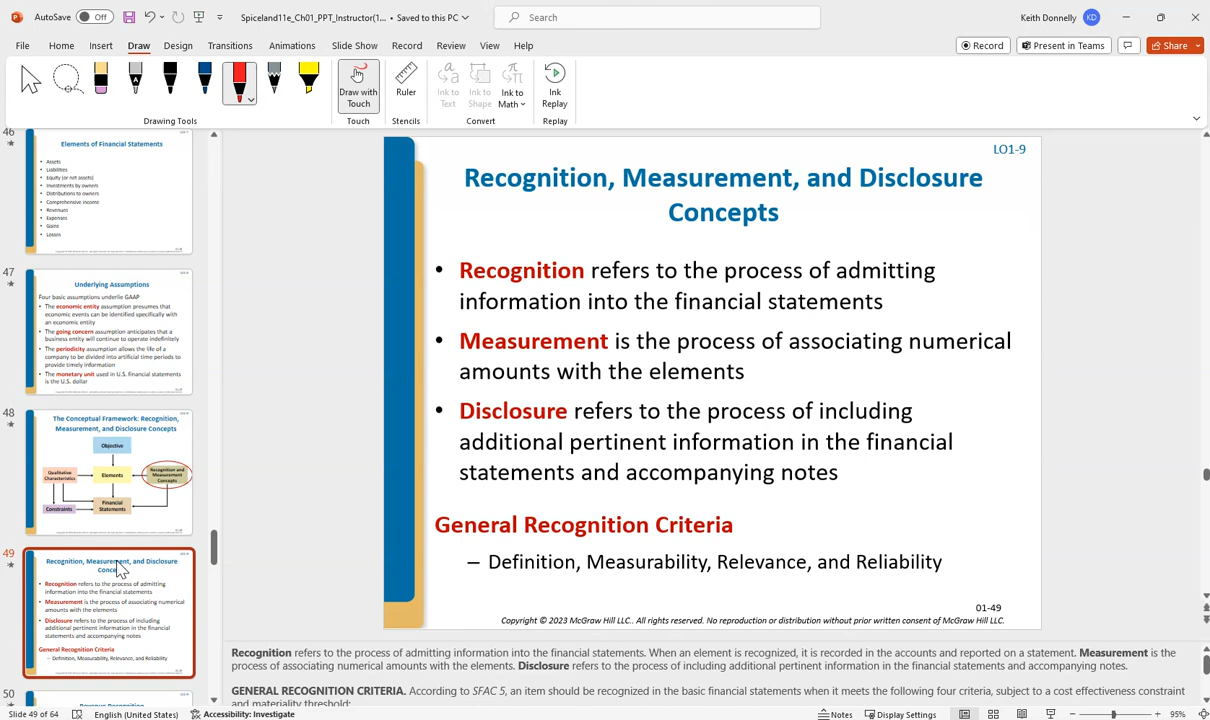 AutoSave Off Spiceland11e_Ch01_PPT_Instructor(1... • Saved to this PC Search Keith Donnelly KD
File Home Insert Draw Design Transitions Animations Slide Show Record Review View Help Record Present in Teams Share
Draw with Touch Ruler Ink to Text Ink to Shape Ink to Math Ink Replay
Drawing Tools Touch Stencils Convert Replay
46
Elements of Financial Statements
• Assets
• Liabilities
• Equity (or net assets)
• Investments by owners
• Distributions to owners
• Comprehensive income
• Revenues
• Expenses
• Gains
• Losses
47
Underlying Assumptions
Four basic assumptions underlie GAAP
• The economic entity assumption presumes that
economic events can be identified specifically with
an economic entity
• The going concern assumption anticipates that a
business entity will continue to operate indefinitely
• The periodicity assumption allows the life of a
company to be divided into artificial time periods to
provide timely information
• The monetary unit used in U.S. financial statements
is the U.S. dollar
48
The Conceptual Framework: Recognition,
Measurement, and Disclosure Concepts
Objective
Qualitative Characteristics
Elements
Recognition and Measurement Concepts
Constraints
Financial Statements
49
Recognition, Measurement, and Disclosure
• Recognition refers to the process of admitting
information into the financial statements
• Measurement is the process of associating numerical
amounts with the elements
• Disclosure refers to the process of including
additional pertinent information in the financial
statements and accompanying notes
General Recognition Criteria
– Definition, Measurability, Relevance, and Reliability
50
LO1-9
Recognition, Measurement, and Disclosure
Concepts
• Recognition refers to the process of admitting
information into the financial statements
• Measurement is the process of associating numerical
amounts with the elements
• Disclosure refers to the process of including
additional pertinent information in the financial
statements and accompanying notes
General Recognition Criteria
– Definition, Measurability, Relevance, and Reliability
01-49
Copyright © 2023 McGraw Hill LLC.. All rights reserved. No reproduction or distribution without prior written consent of McGraw Hill LLC.
Recognition refers to the process of admitting information into the financial statements. When an element is recognized, it is recorded in the accounts and reported on a statement. Measurement is the
process of associating numerical amounts with the elements. Disclosure refers to the process of including additional pertinent information in the financial statements and accompanying notes.
GENERAL RECOGNITION CRITERIA. According to SFAC 5, an item should be recognized in the basic financial statements when it meets the following four criteria, subject to a cost effectiveness constraint
and materiality threshold:
Slide 49 of 64 English (United States) Accessibility: Investigate Notes Display Settings 95%